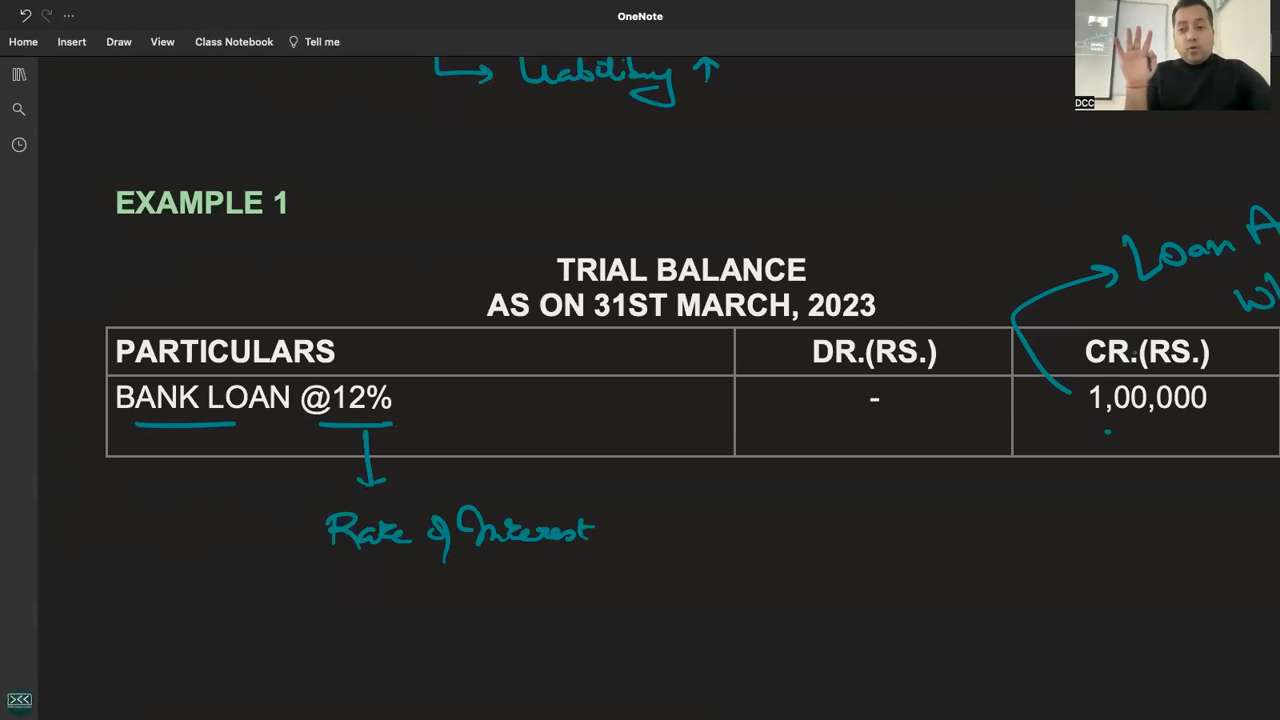 OneNote
Home Insert Draw View Class Notebook Tell me
DCC
Liability ↑
EXAMPLE 1
Loan A
TRIAL BALANCE
AS ON 31ST MARCH, 2023
PARTICULARS DR.(RS.) CR.(RS.)
BANK LOAN @12% - 1,00,000
Rate of Interest